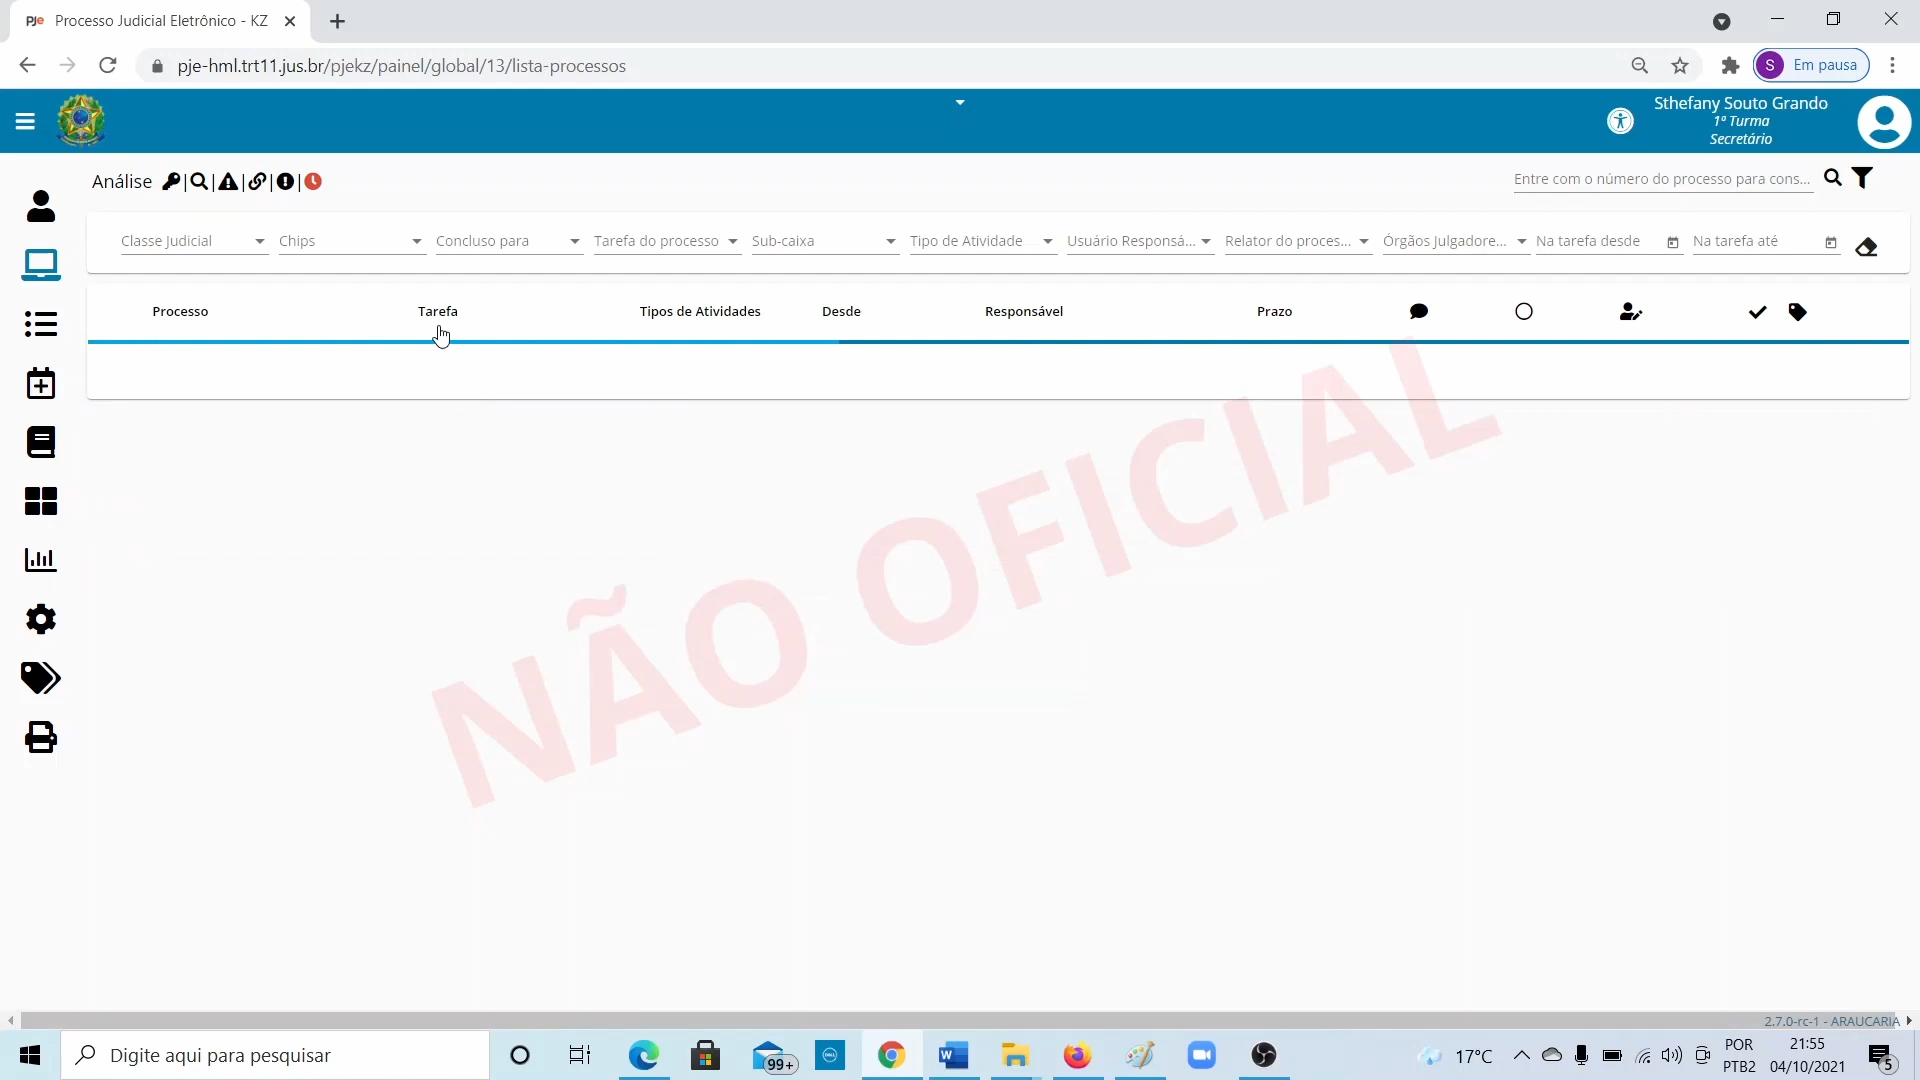 PJe Processo Judicial Eletrônico - KZ
pje-hml.trt11.jus.br/pjekz/painel/global/13/lista-processos
S Em pausa
Sthefany Souto Grando
1ª Turma
Secretário
Análise
Entre com o número do processo para cons...
Classe Judicial Chips Concluso para Tarefa do processo Sub-caixa Tipo de Atividade Usuário Responsá... Relator do proces... Órgãos Julgadore... Na tarefa desde Na tarefa até
Processo Tarefa Tipos de Atividades Desde Responsável Prazo
NÃO OFICIAL
2.7.0-rc-1 - ARAUCARIA
Digite aqui para pesquisar
99+
DELL
W
17°C
POR
PTB2
21:55
04/10/2021
5